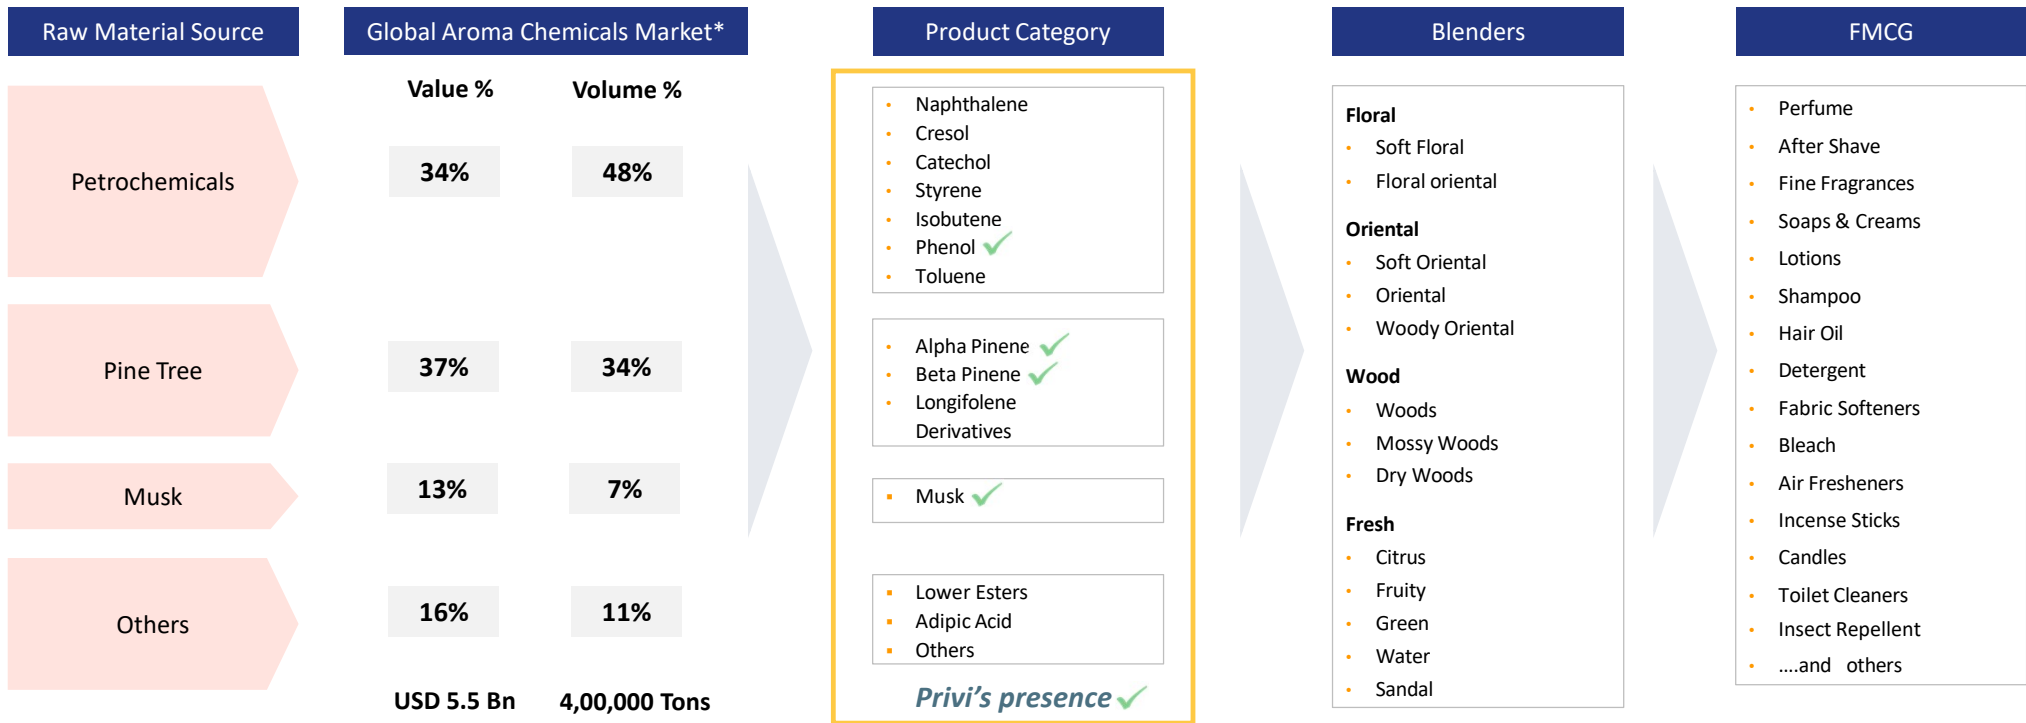 Raw Material Source
Global Aroma Chemicals Market*
Product Category
Blenders
FMCG
Petrochemicals
Pine Tree
Musk
Others
Value %
Volume %
34%
48%
37%
34%
13%
7%
16%
11%
USD 5.5 Bn
4,00,000 Tons
Naphthalene
Cresol
Catechol
Styrene
Isobutene
Phenol
Toluene
Alpha Pinene
Beta Pinene
Longifolene
Derivatives
Musk
Lower Esters
Adipic Acid
Others
Privi's presence
Floral
Soft Floral
Floral oriental
Oriental
Soft Oriental
Oriental
Woody Oriental
Wood
Woods
Mossy Woods
Dry Woods
Fresh
Citrus
Fruity
Green
Water
Sandal
Perfume
After Shave
Fine Fragrances
Soaps & Creams
Lotions
Shampoo
Hair Oil
Detergent
Fabric Softeners
Bleach
Air Fresheners
Incense Sticks
Candles
Toilet Cleaners
Insect Repellent
....and others